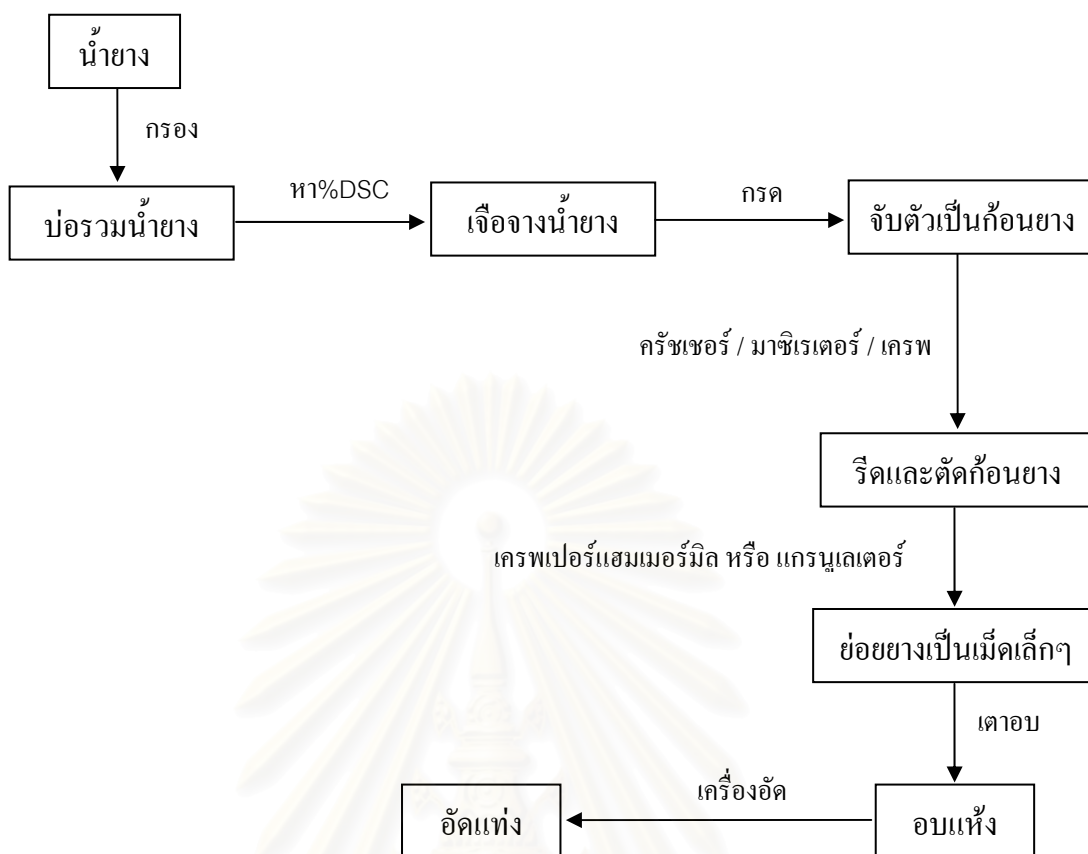 น้ำยาง
กรอง
บ่อรวมน้ำยาง
หา%DSC
เจือจางน้ำยาง
กรด
จับตัวเป็นก้อนยาง
ครัชเชอร์ / มาซิเรเตอร์ / เครพ
รีดและตัดก้อนยาง
เครพเปอร์แฮมเมอร์มิล หรือ แกรนูเลเตอร์
ย่อยยางเป็นเม็ดเล็กๆ
เตาอบ
อบแห้ง
เครื่องอัด
อัดแท่ง